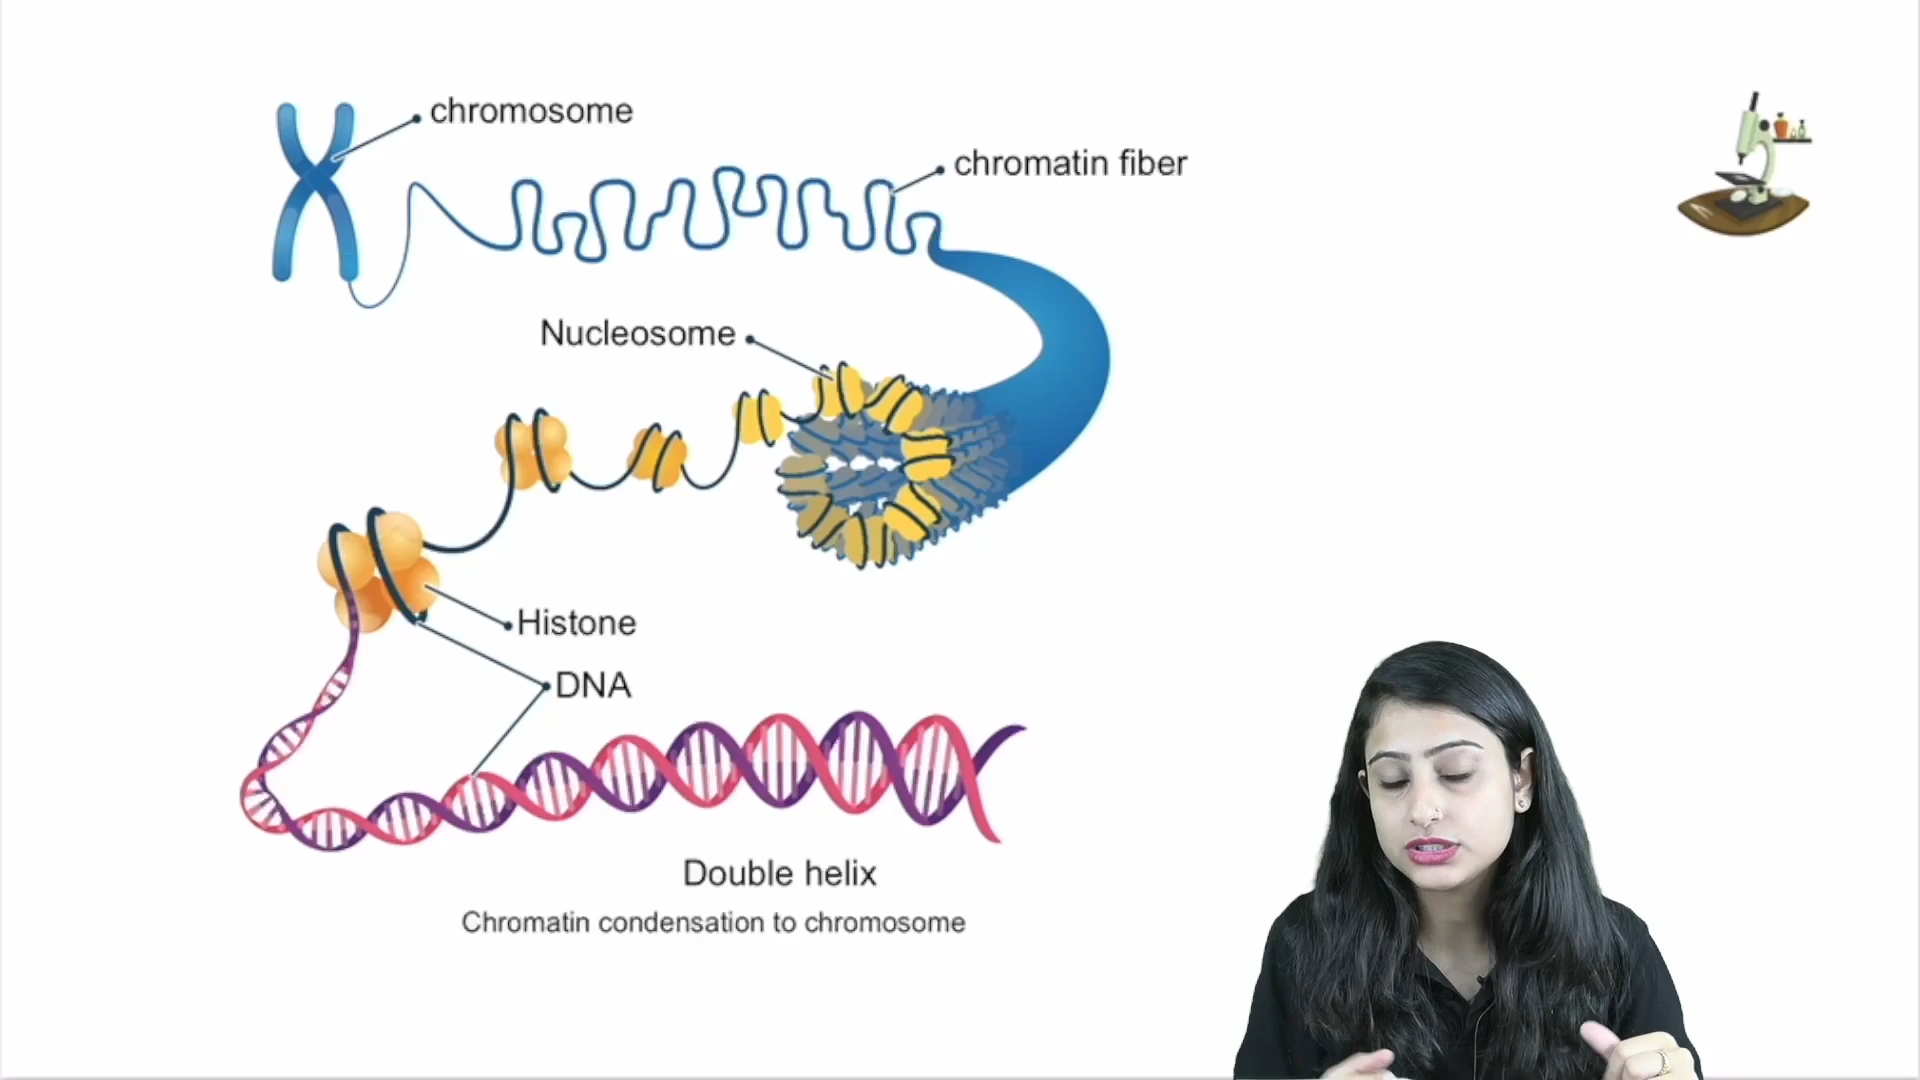 chromosome
chromatin fiber
Nucleosome
Histone
DNA
Double helix
Chromatin condensation to chromosome